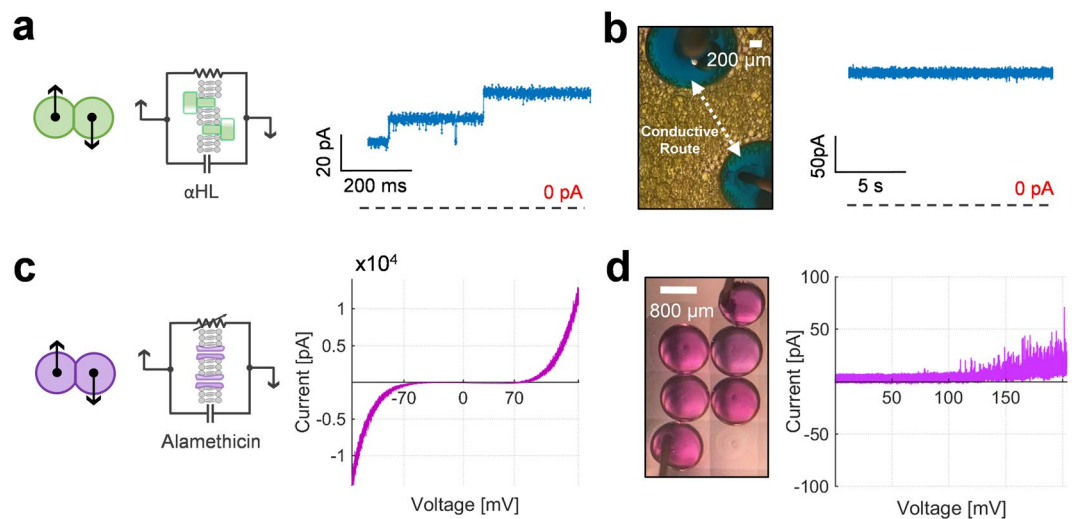 a
αHL
20 pA
200 ms
0 pA
b
200 μm
Conductive
Route
50pA
5 s
0 pA
c
Alamethicin
x10⁴
Current [pA]
1
0.5
-0.5
-1
-70
0
70
Voltage [mV]
d
800 μm
Current [pA]
100
50
0
-50
-100
50
100
150
Voltage [mV]